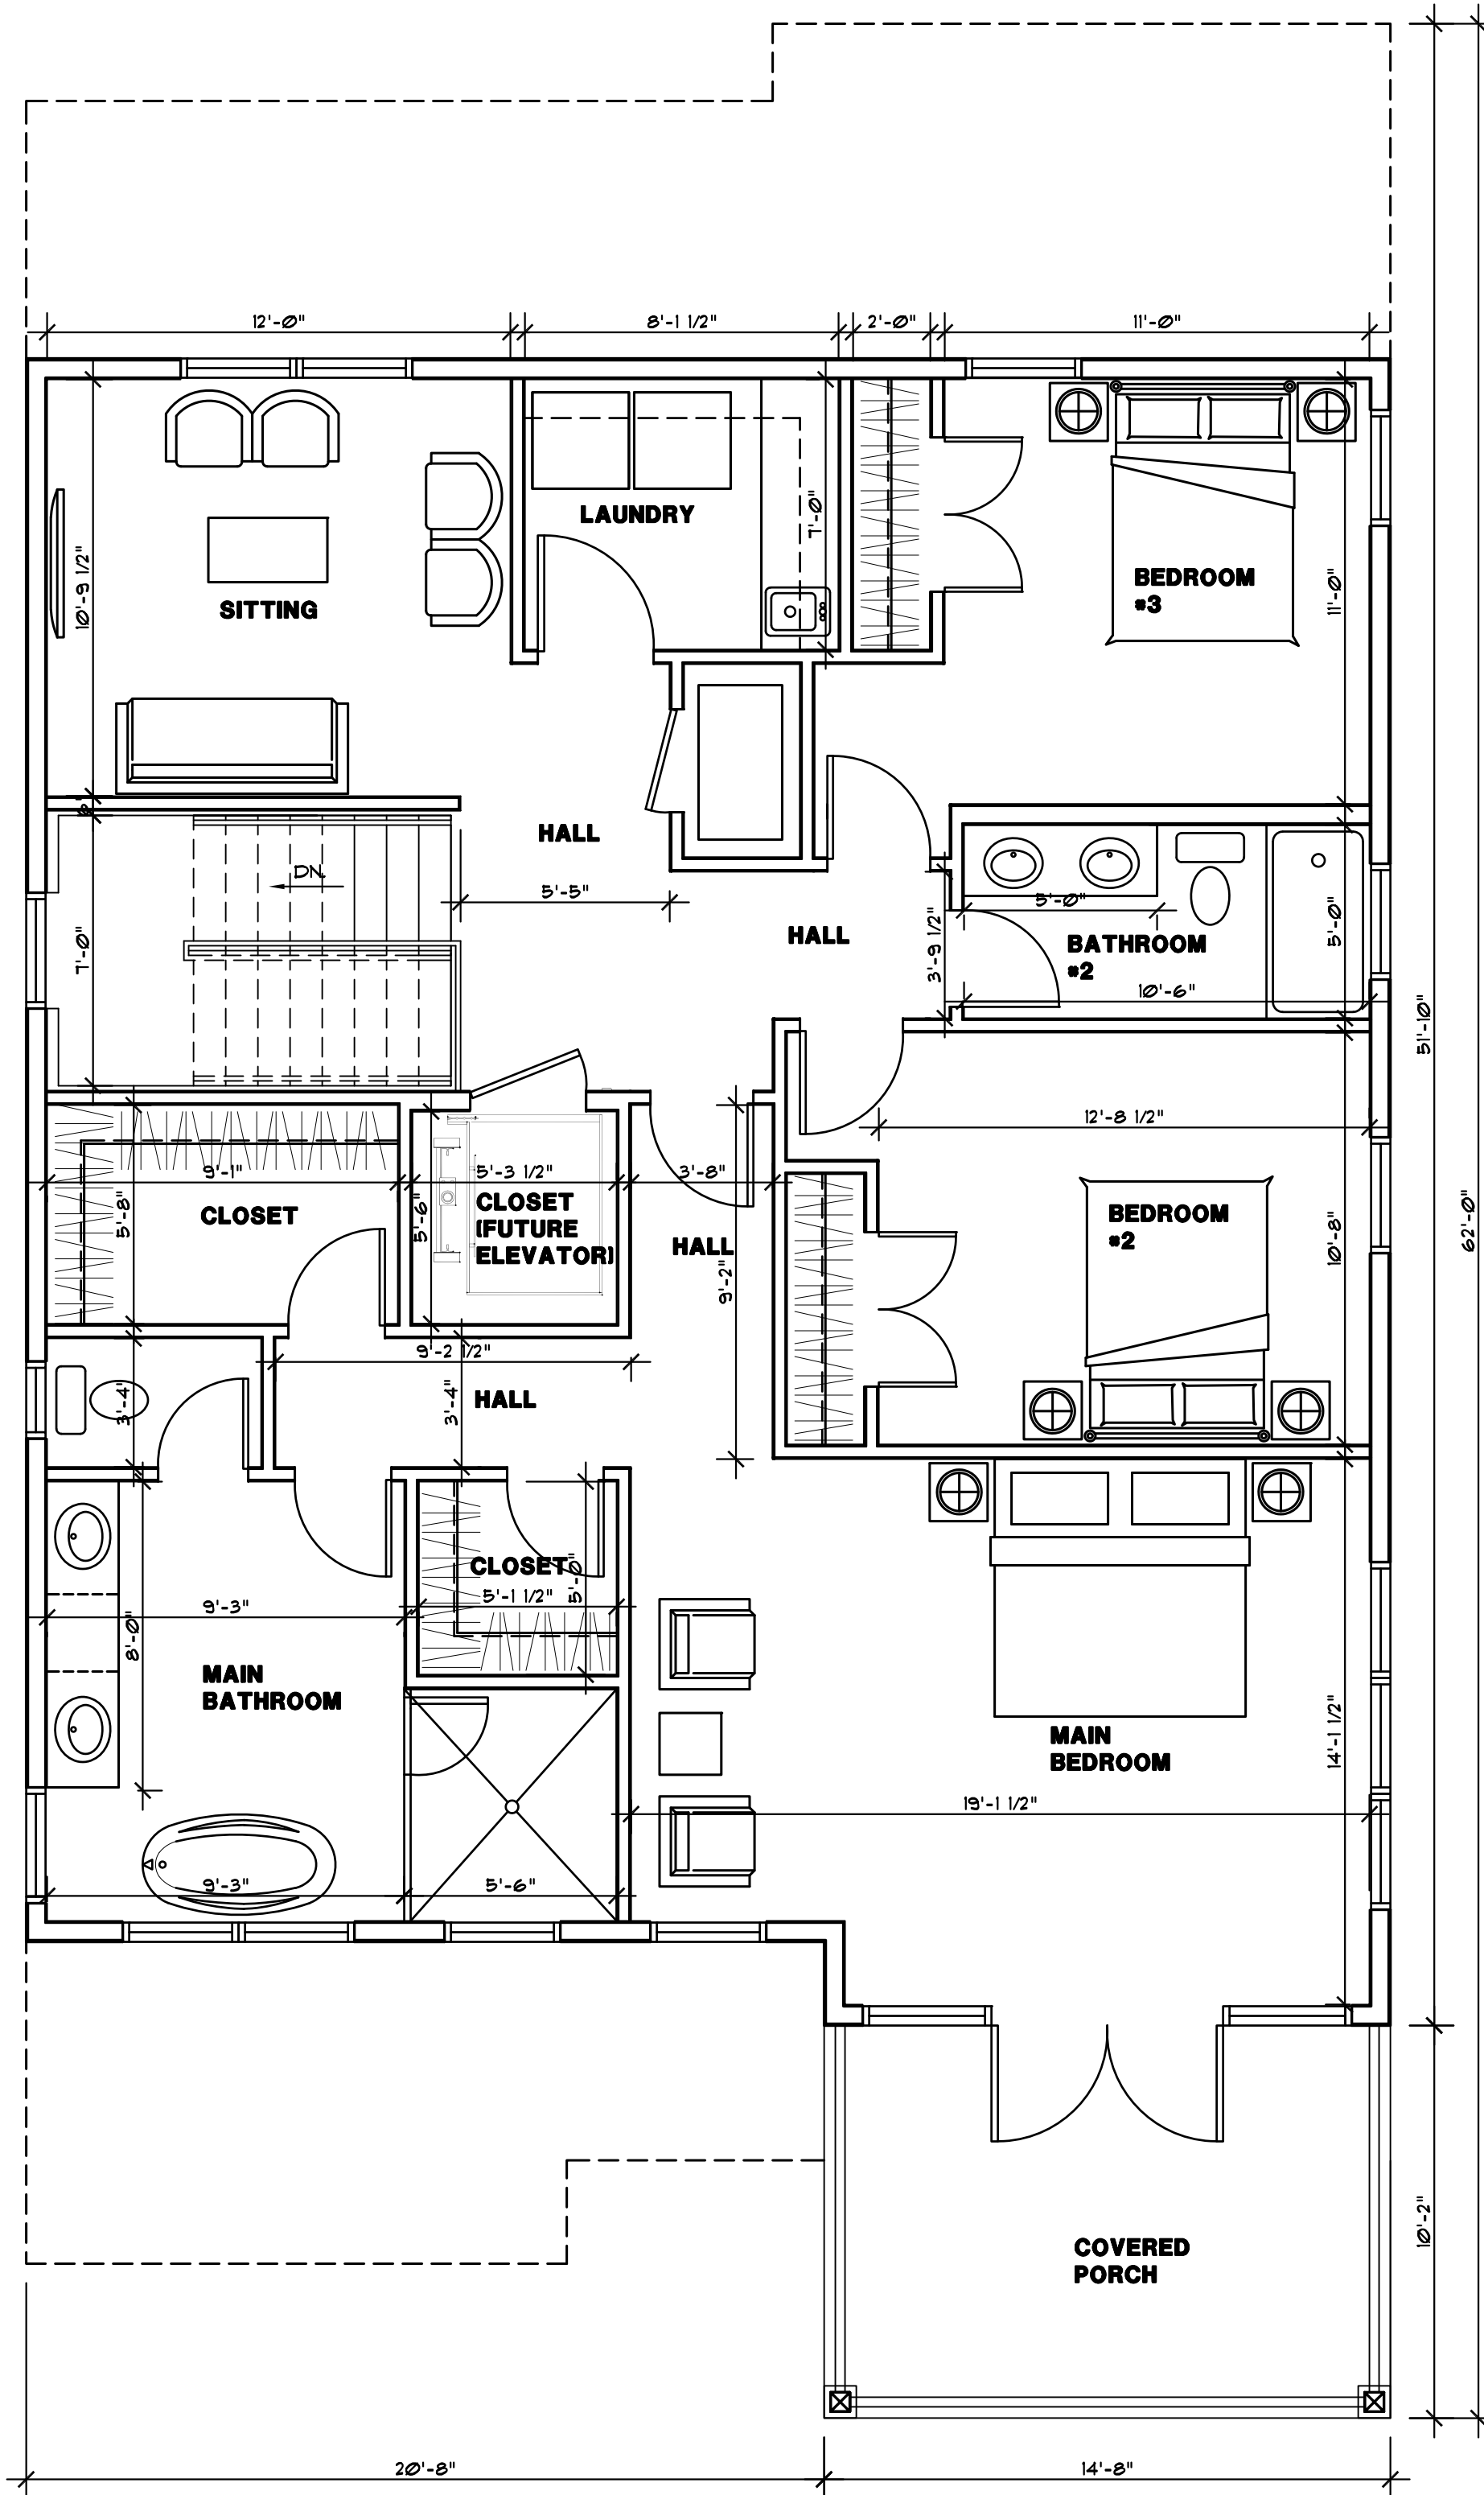 12'-0"
8'-1 1/2"
2'-0"
11'-0"
LAUNDRY
7'-0"
10'-9 1/2"
SITTING
BEDROOM
#3
11'-0"
HALL
DN.
5'-5"
5'-0"
HALL
3'-9 1/2"
BATHROOM
#2
5'-0"
7'-0"
10'-6"
51'-10"
62'-0"
12'-8 1/2"
9'-1"
5'-3 1/2"
3'-8"
5'-8"
CLOSET
5'-6"
CLOSET
(FUTURE
ELEVATOR)
HALL
9'-2"
BEDROOM
#2
10'-8"
9'-2 1/2"
3'-4"
3'-4"
HALL
CLOSET
5'-0"
5'-1 1/2"
9'-3"
8'-0"
MAIN
BATHROOM
MAIN
BEDROOM
14'-1 1/2"
19'-1 1/2"
9'-3"
5'-6"
COVERED
PORCH
10'-2"
20'-8"
14'-8"